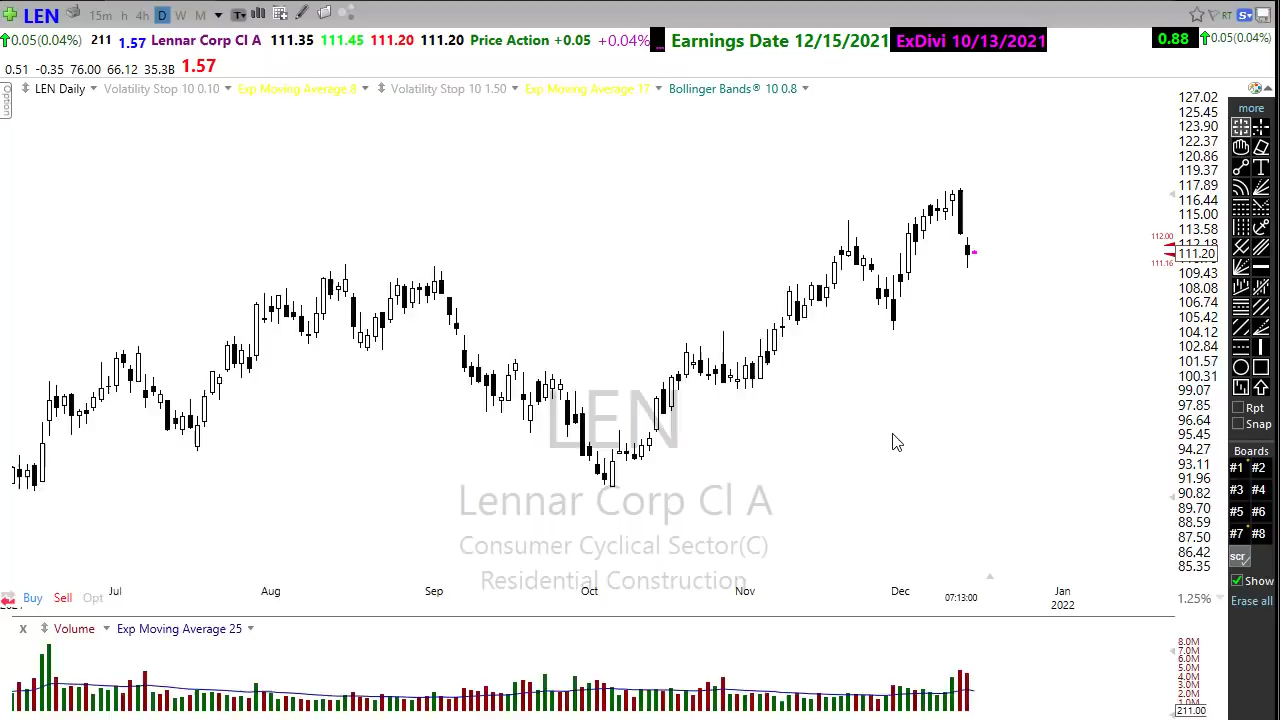 LEN 15m h 4h D W M T RT S
0.05(0.04%) 211 1.57 Lennar Corp Cl A 111.35 111.45 111.20 111.20 Price Action +0.05 +0.04% _ Earnings Date 12/15/2021 ExDivi 10/13/2021 0.88 0.05(0.04%)
0.51 -0.35 76.00 66.12 35.3B 1.57
Option
LEN Daily Volatility Stop 10 0.10 Exp Moving Average 8 Volatility Stop 10 1.50 Exp Moving Average 17 Bollinger Bands® 10 0.8
127.02
125.45
123.90
122.37
120.86
119.37
117.89
116.44
115.00
113.58
112.00
112.18
111.20
111.16
109.43
108.08
106.74
105.42
104.12
102.84
101.57
100.31
99.07
97.85
96.64
95.45
94.27
93.11
91.96
90.82
89.70
88.59
87.50
86.42
85.35
LEN
Lennar Corp Cl A
Consumer Cyclical Sector(C)
Residential Construction
more
T
Rpt
Snap
Boards
#1 #2
#3 #4
#5 #6
#7 #8
scr
Show
Erase all
Jul Aug Sep Oct Nov Dec Jan
2022
07:13:00
Buy Sell Opt
1.25%
X Volume Exp Moving Average 25
8.0M
7.0M
6.0M
5.0M
4.0M
3.0M
2.0M
1.0M
211.00